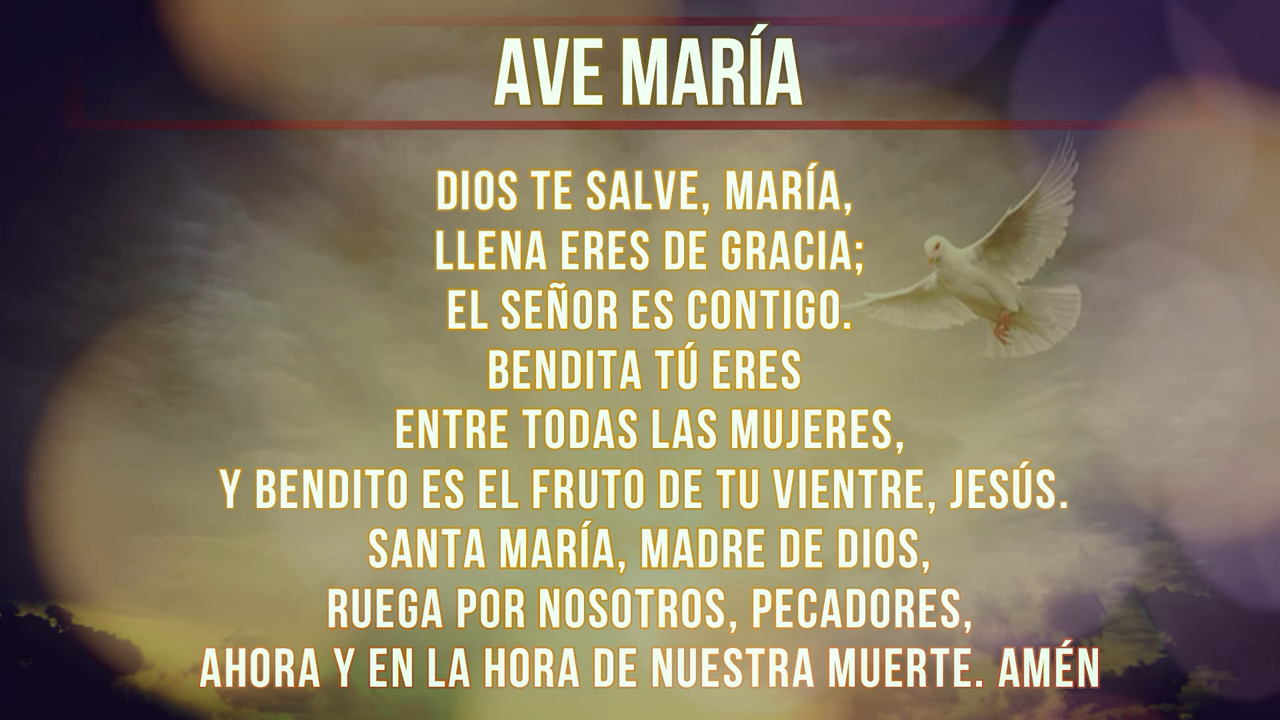 AVE MARÍA
DIOS TE SALVE, MARÍA,
LLENA ERES DE GRACIA;
EL SEÑOR ES CONTIGO.
BENDITA TÚ ERES
ENTRE TODAS LAS MUJERES,
Y BENDITO ES EL FRUTO DE TU VIENTRE, JESÚS.
SANTA MARÍA, MADRE DE DIOS,
RUEGA POR NOSOTROS, PECADORES,
AHORA Y EN LA HORA DE NUESTRA MUERTE. AMÉN